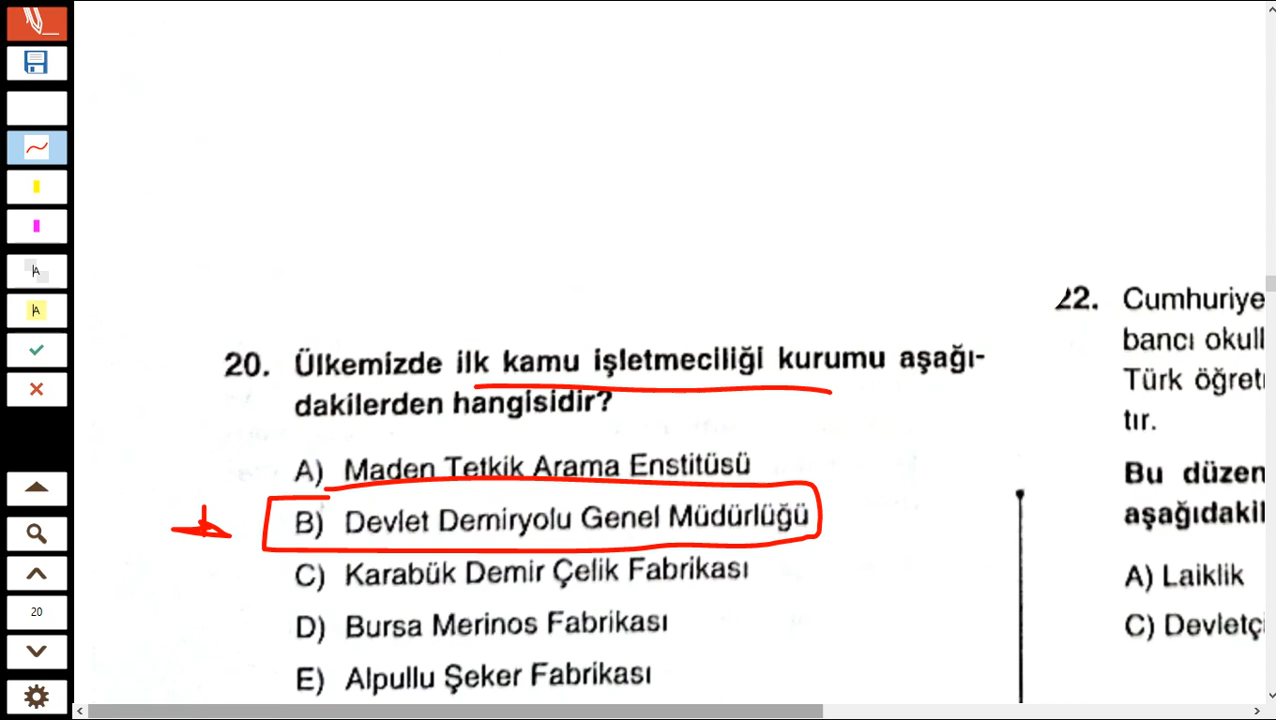 20. Ülkemizde ilk kamu işletmeciliği kurumu aşağı-
dakilerden hangisidir?
A) Maden Tetkik Arama Enstitüsü
B) Devlet Demiryolu Genel Müdürlüğü
C) Karabük Demir Çelik Fabrikası
D) Bursa Merinos Fabrikası
E) Alpullu Şeker Fabrikası
22. Cumhuriye
bancı okull
Türk öğret
tır.
Bu düzen
aşağıdakil
A) Laiklik
C) Devletç
A
A
20